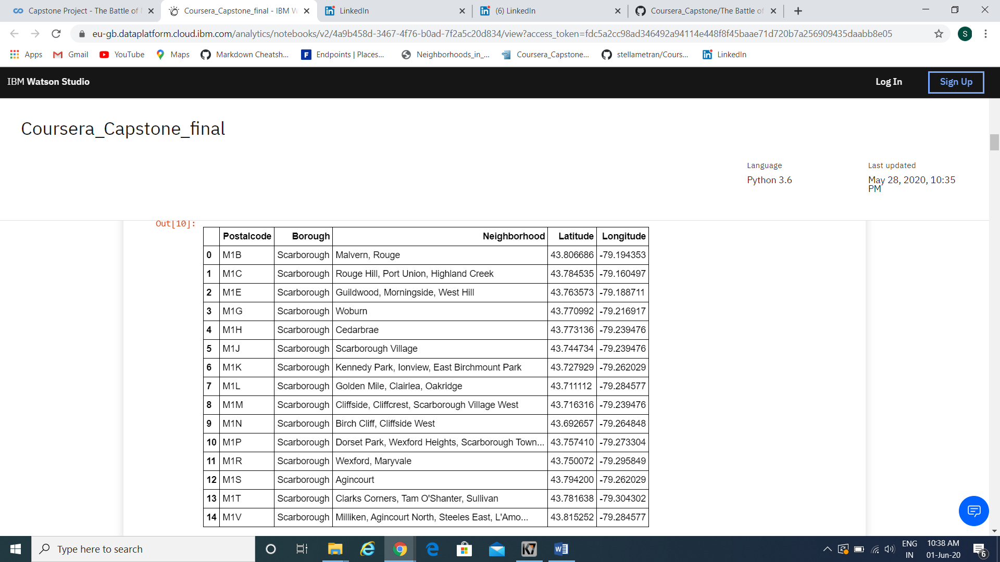 Capstone Project - The Battle of
Coursera_Capstone_final - IBM W
LinkedIn
(6) LinkedIn
Coursera_Capstone/The Battle of
eu-gb.dataplatform.cloud.ibm.com/analytics/notebooks/v2/4a9b458d-3467-4f76-b0ad-7f2a5c20d834/view?access_token=fdc5a2cc98ad346492a94114e448f8f45baae71d720b7a256909435daabb8e05
S
Apps
Gmail
YouTube
Maps
Markdown Cheatsh...
Endpoints | Places...
Neighborhoods_in_...
Coursera_Capstone...
stellametran/Cours...
LinkedIn
IBM Watson Studio
Log In
Sign Up
Coursera_Capstone_final
Language
Python 3.6
Last updated
May 28, 2020, 10:35
PM
Out[10]:
Postalcode Borough Neighborhood Latitude Longitude
0 M1B Scarborough Malvern, Rouge 43.806686 -79.194353
1 M1C Scarborough Rouge Hill, Port Union, Highland Creek 43.784535 -79.160497
2 M1E Scarborough Guildwood, Morningside, West Hill 43.763573 -79.188711
3 M1G Scarborough Woburn 43.770992 -79.216917
4 M1H Scarborough Cedarbrae 43.773136 -79.239476
5 M1J Scarborough Scarborough Village 43.744734 -79.239476
6 M1K Scarborough Kennedy Park, Ionview, East Birchmount Park 43.727929 -79.262029
7 M1L Scarborough Golden Mile, Clairlea, Oakridge 43.711112 -79.284577
8 M1M Scarborough Cliffside, Cliffcrest, Scarborough Village West 43.716316 -79.239476
9 M1N Scarborough Birch Cliff, Cliffside West 43.692657 -79.264848
10 M1P Scarborough Dorset Park, Wexford Heights, Scarborough Town... 43.757410 -79.273304
11 M1R Scarborough Wexford, Maryvale 43.750072 -79.295849
12 M1S Scarborough Agincourt 43.794200 -79.262029
13 M1T Scarborough Clarks Corners, Tam O'Shanter, Sullivan 43.781638 -79.304302
14 M1V Scarborough Milliken, Agincourt North, Steeles East, L'Amo... 43.815252 -79.284577
Type here to search
ENG
IN
10:38 AM
01-Jun-20
6